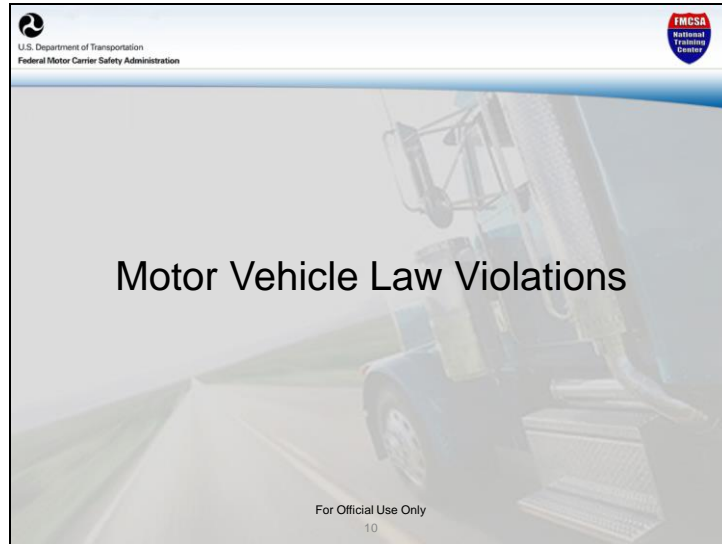 U.S. Department of Transportation
Federal Motor Carrier Safety Administration
FMCSA
National
Training
Center
Motor Vehicle Law Violations
For Official Use Only
10